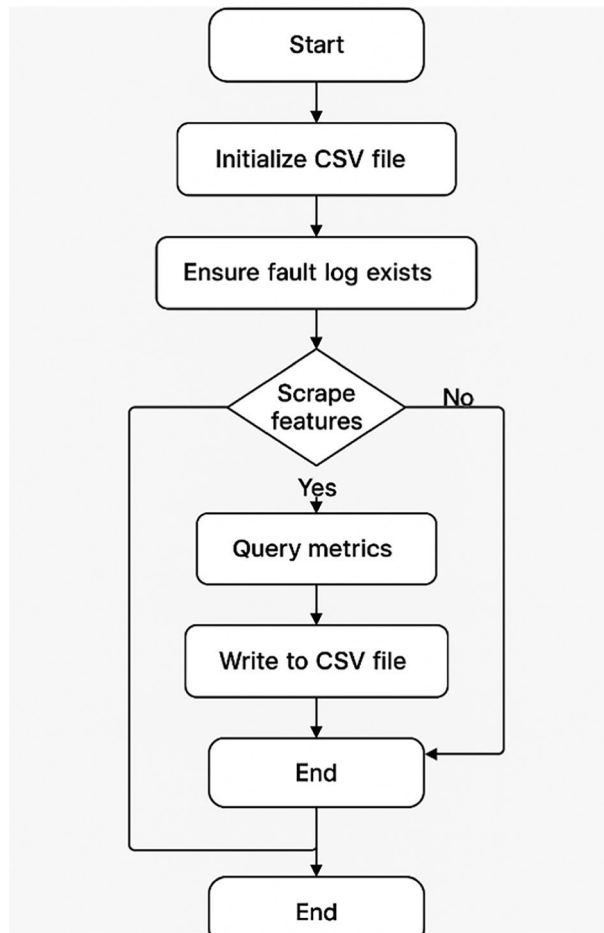 Start
Initialize CSV file
Ensure fault log exists
Scrape
features
No
Yes
Query metrics
Write to CSV file
End
End